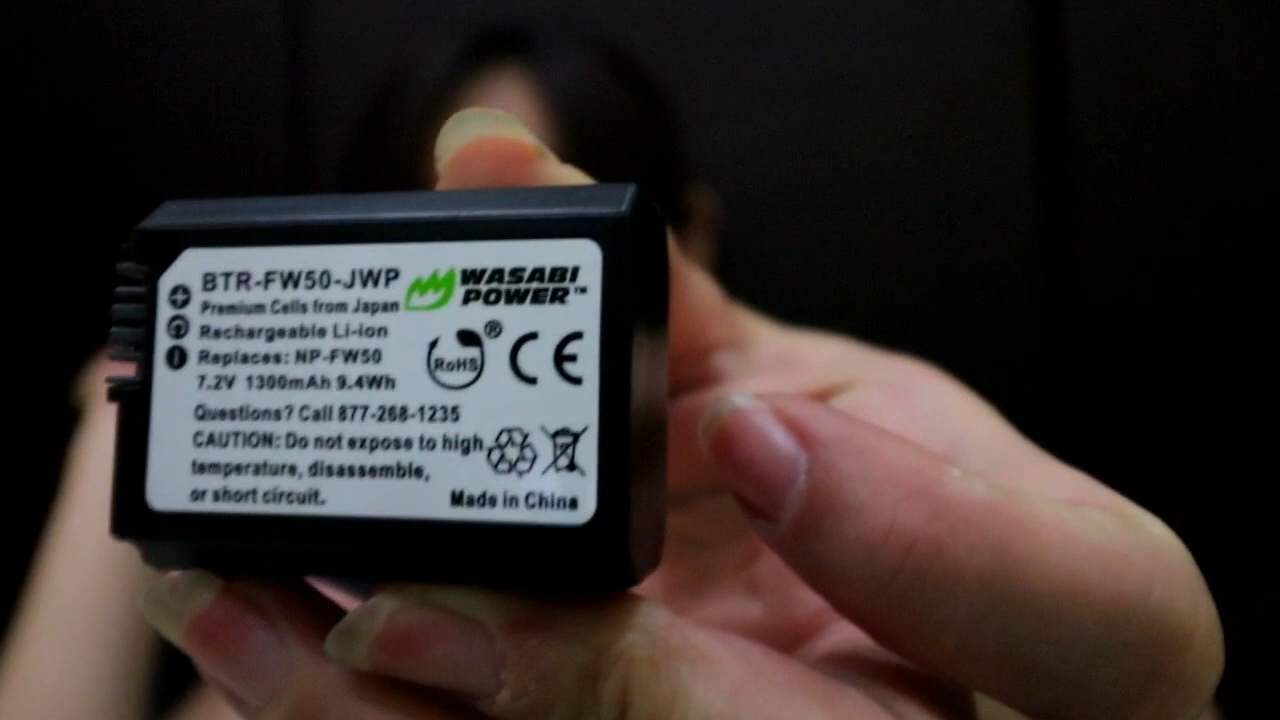 BTR-FW50-JWP
WASABI
POWER™
Premium Cells from Japan
Rechargeable Li-ion
Replaces: NP-FW50
7.2V 1300mAh 9.4Wh
RoHS
®
CE
Questions? Call 877-268-1235
CAUTION: Do not expose to high
temperature, disassemble,
or short circuit.
Made in China